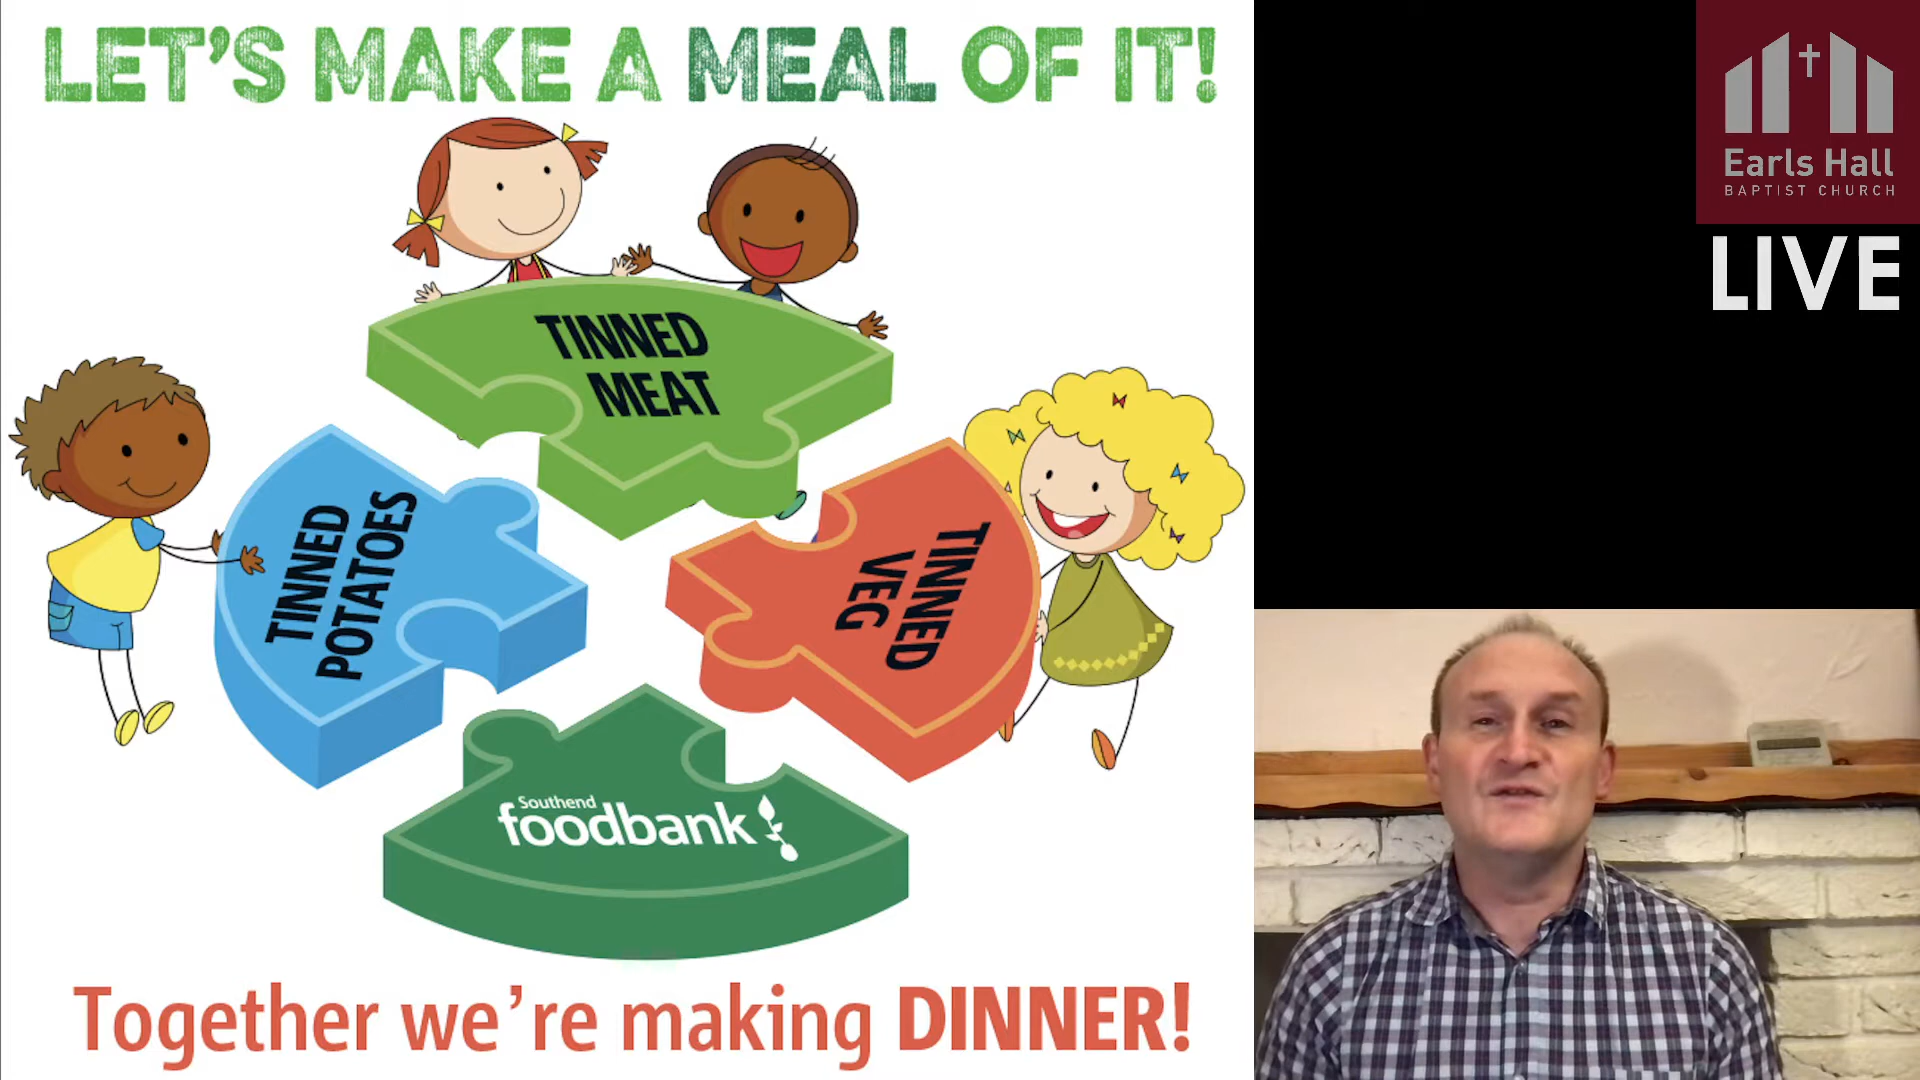 LET'S MAKE A MEAL OF IT!
TINNED
MEAT
TINNED
POTATOES
TINNED
VEG
Southend
foodbank
Together we're making DINNER!
Earls Hall
BAPTIST CHURCH
LIVE